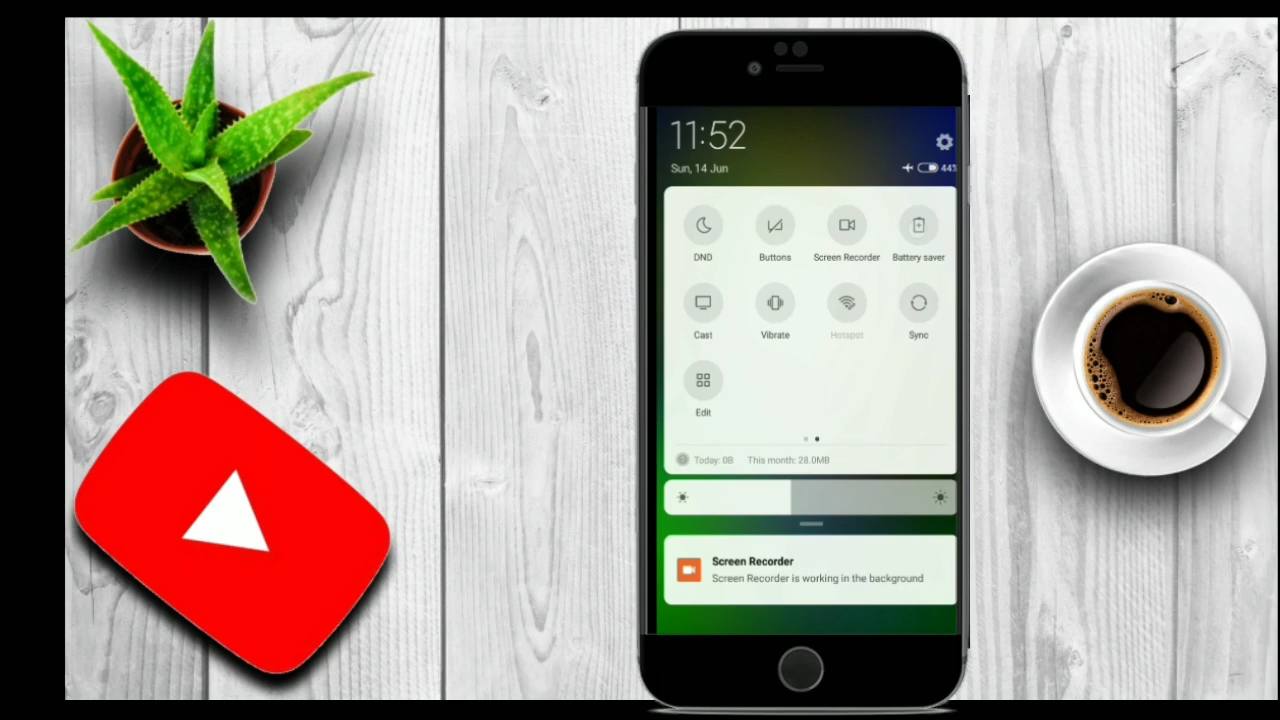 11:52
Sun, 14 Jun
44%
DND Buttons Screen Recorder Battery saver
Cast Vibrate Hotspot Sync
Edit
Today: 0B This month: 28.0MB
Screen Recorder
Screen Recorder is working in the background